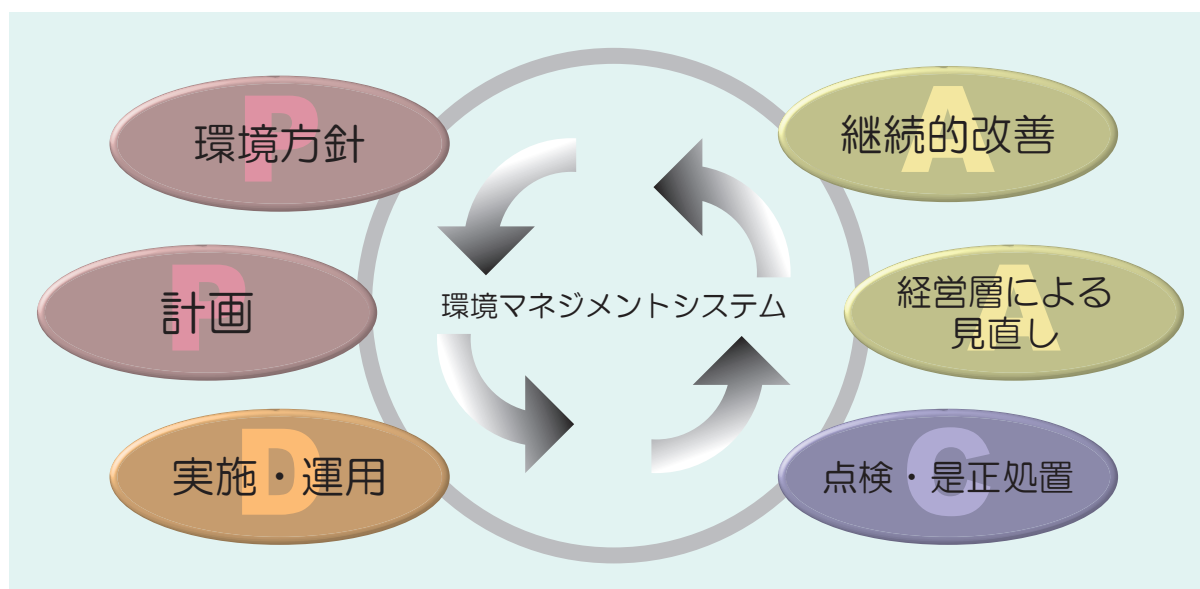 P
環境方針
P
計画
D
実施・運用
環境マネジメントシステム
A
継続的改善
A
経営層による
見直し
C
点検・是正処置